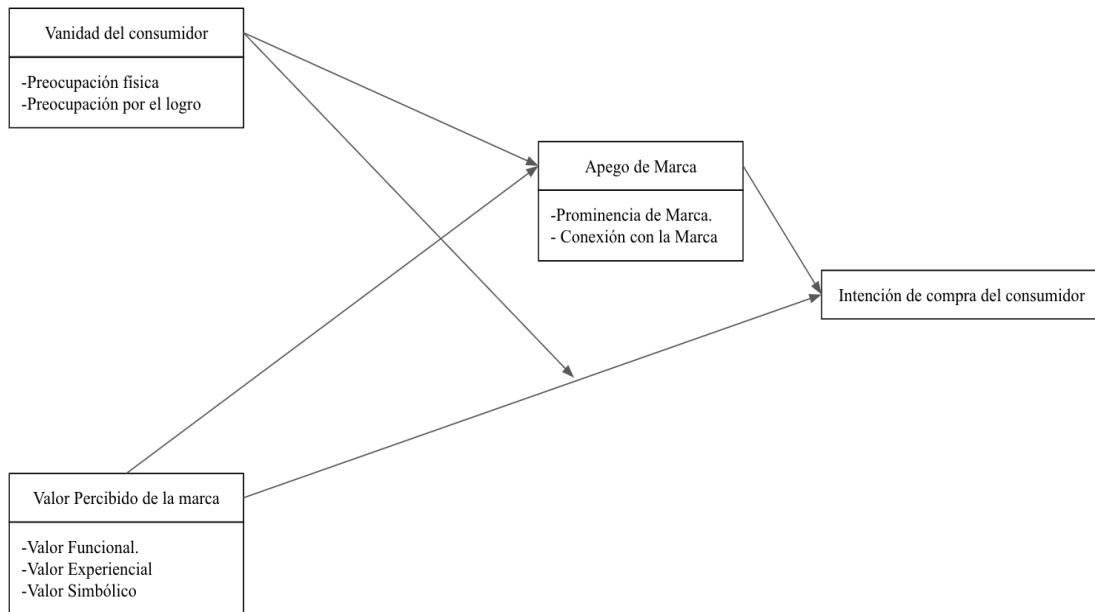 Vanidad del consumidor
-Preocupación física
-Preocupación por el logro
Apego de Marca
-Prominencia de Marca.
- Conexión con la Marca
Intención de compra del consumidor
Valor Percibido de la marca
-Valor Funcional.
-Valor Experiencial
-Valor Simbólico